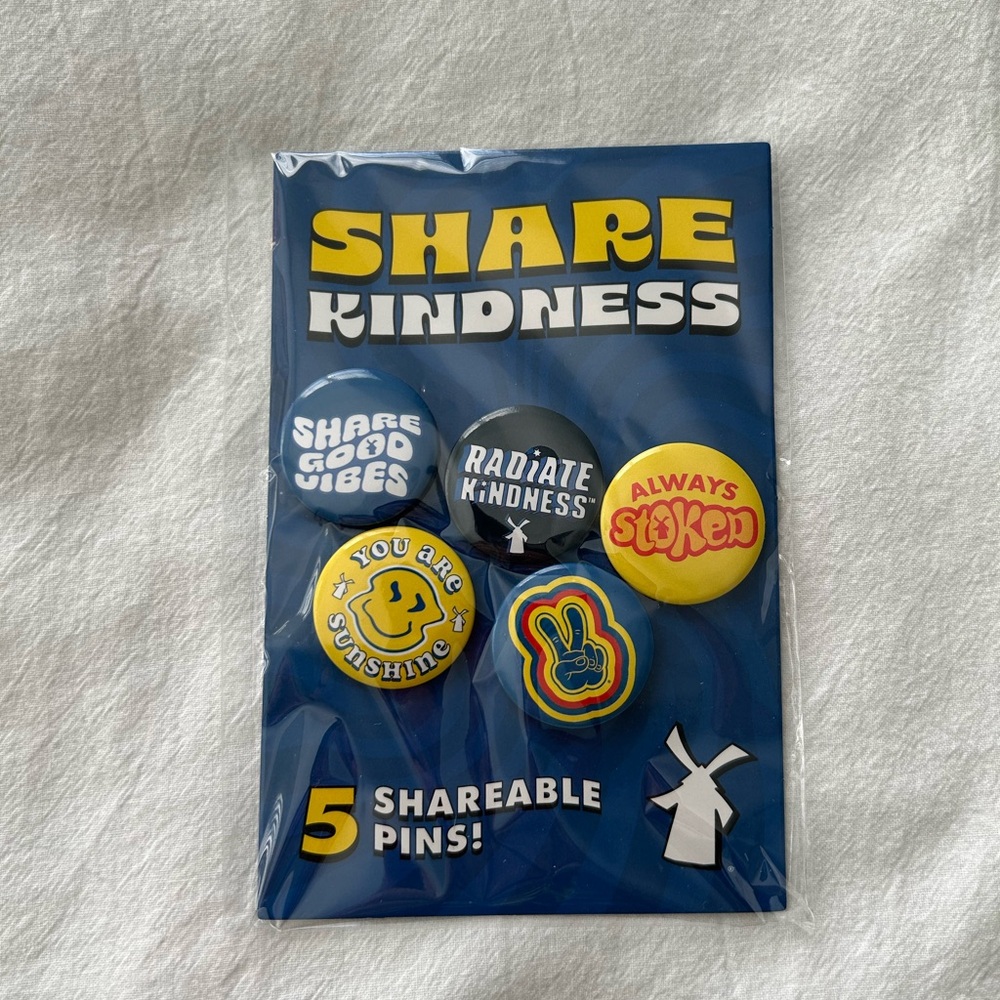 SHARE
KINDNESS
SHARE
GOOD
VIBES
RADiATE
KiNDNESS™
ALWAYS
stoked
YOU ARE
SUNSHINE
5 SHAREABLE
PINS!